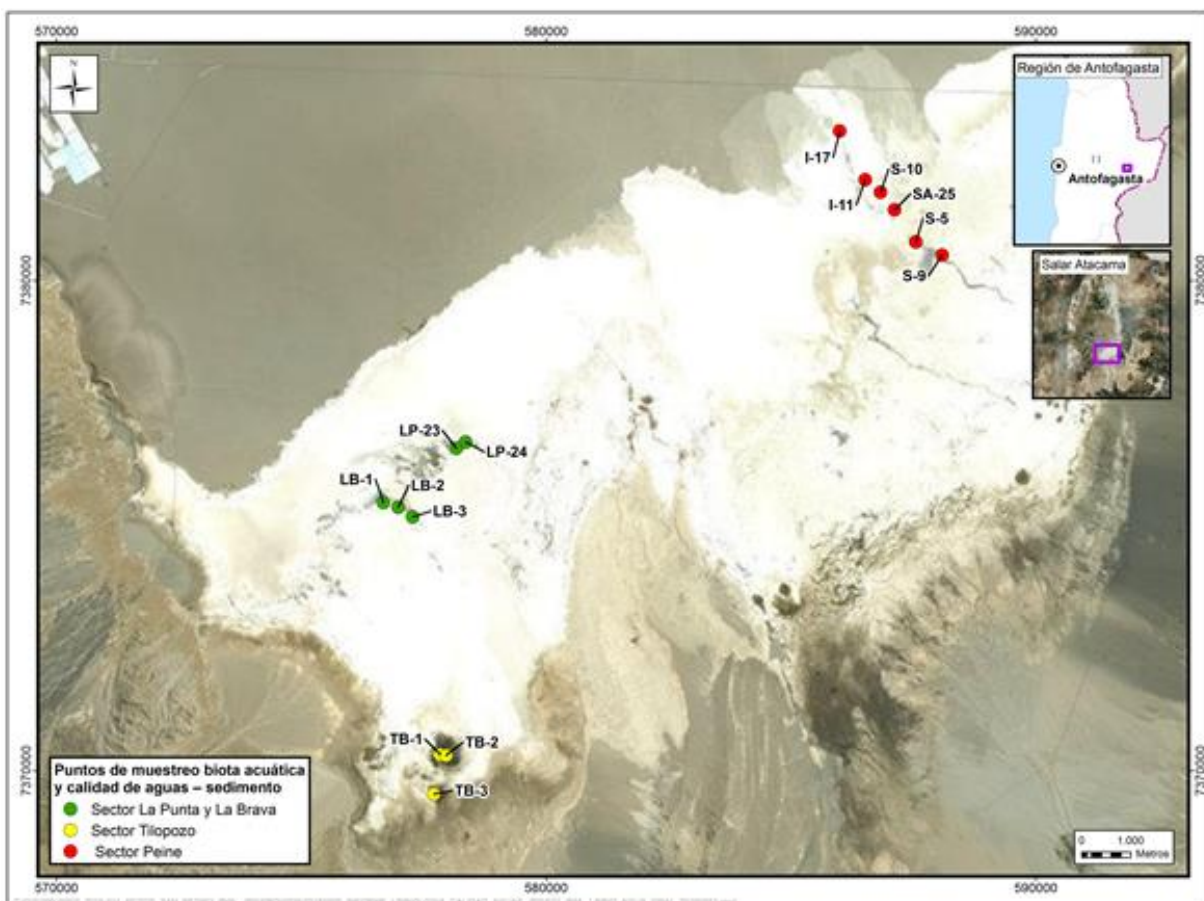 570000
580000
590000
N
Región de Antofagasta
Antofagasta
I-17
S-10
I-11
SA-25
S-5
S-9
Salar Atacama
7380000
7380000
LP-23
LP-24
LB-1
LB-2
LB-3
TB-1
TB-2
TB-3
7370000
7370000
Puntos de muestreo biota acuática
y calidad de aguas – sedimento
Sector La Punta y La Brava
Sector Tilopozo
Sector Peine
0 1.000
Metros
570000
580000
590000